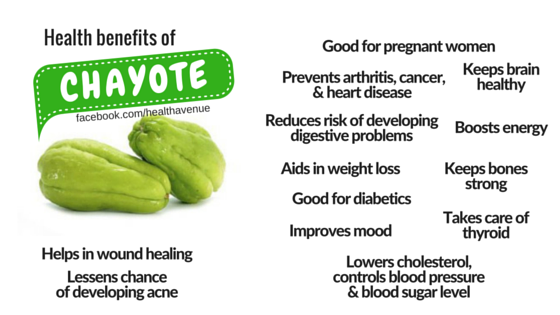 Health benefits of
CHAYOTE
facebook.com/healthavenue
Helps in wound healing
Lessens chance
of developing acne
Good for pregnant women
Prevents arthritis, cancer,
& heart disease
Keeps brain
healthy
Reduces risk of developing
digestive problems
Boosts energy
Aids in weight loss
Keeps bones
strong
Good for diabetics
Improves mood
Takes care of
thyroid
Lowers cholesterol,
controls blood pressure
& blood sugar level